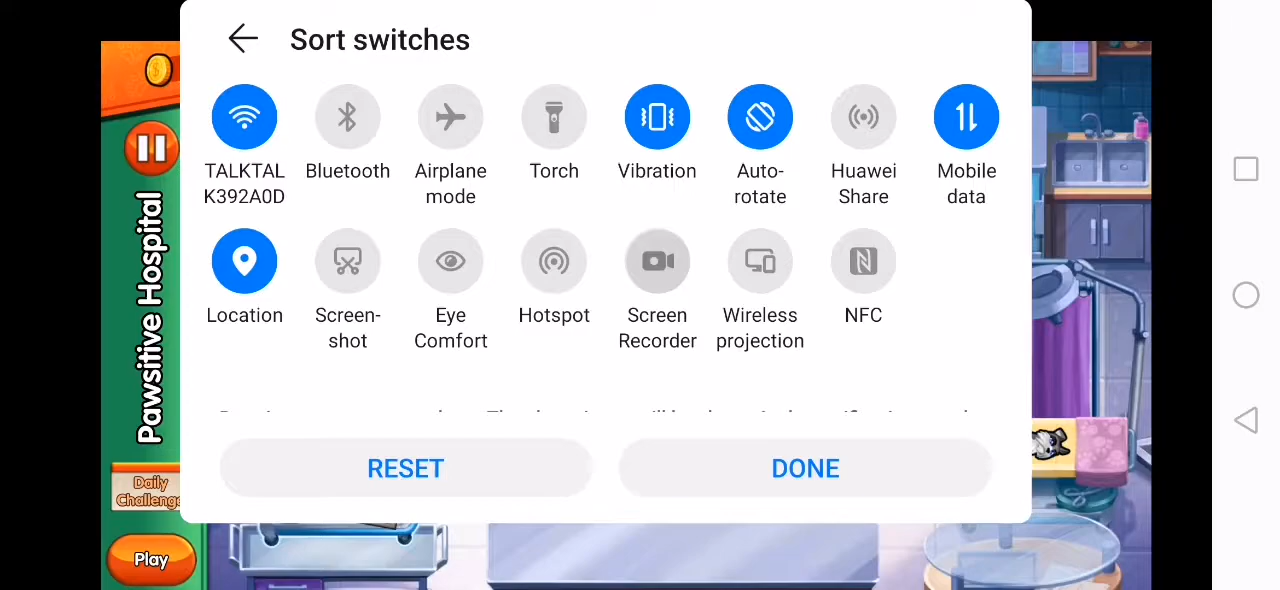 Sort switches
TALKTAL
K392A0D
Bluetooth
Airplane
mode
Torch
Vibration
Auto-
rotate
Huawei
Share
Mobile
data
Location
Screen-
shot
Eye
Comfort
Hotspot
Screen
Recorder
Wireless
projection
NFC
RESET
DONE
Pawsitive Hospital
Daily
Challenge
Play